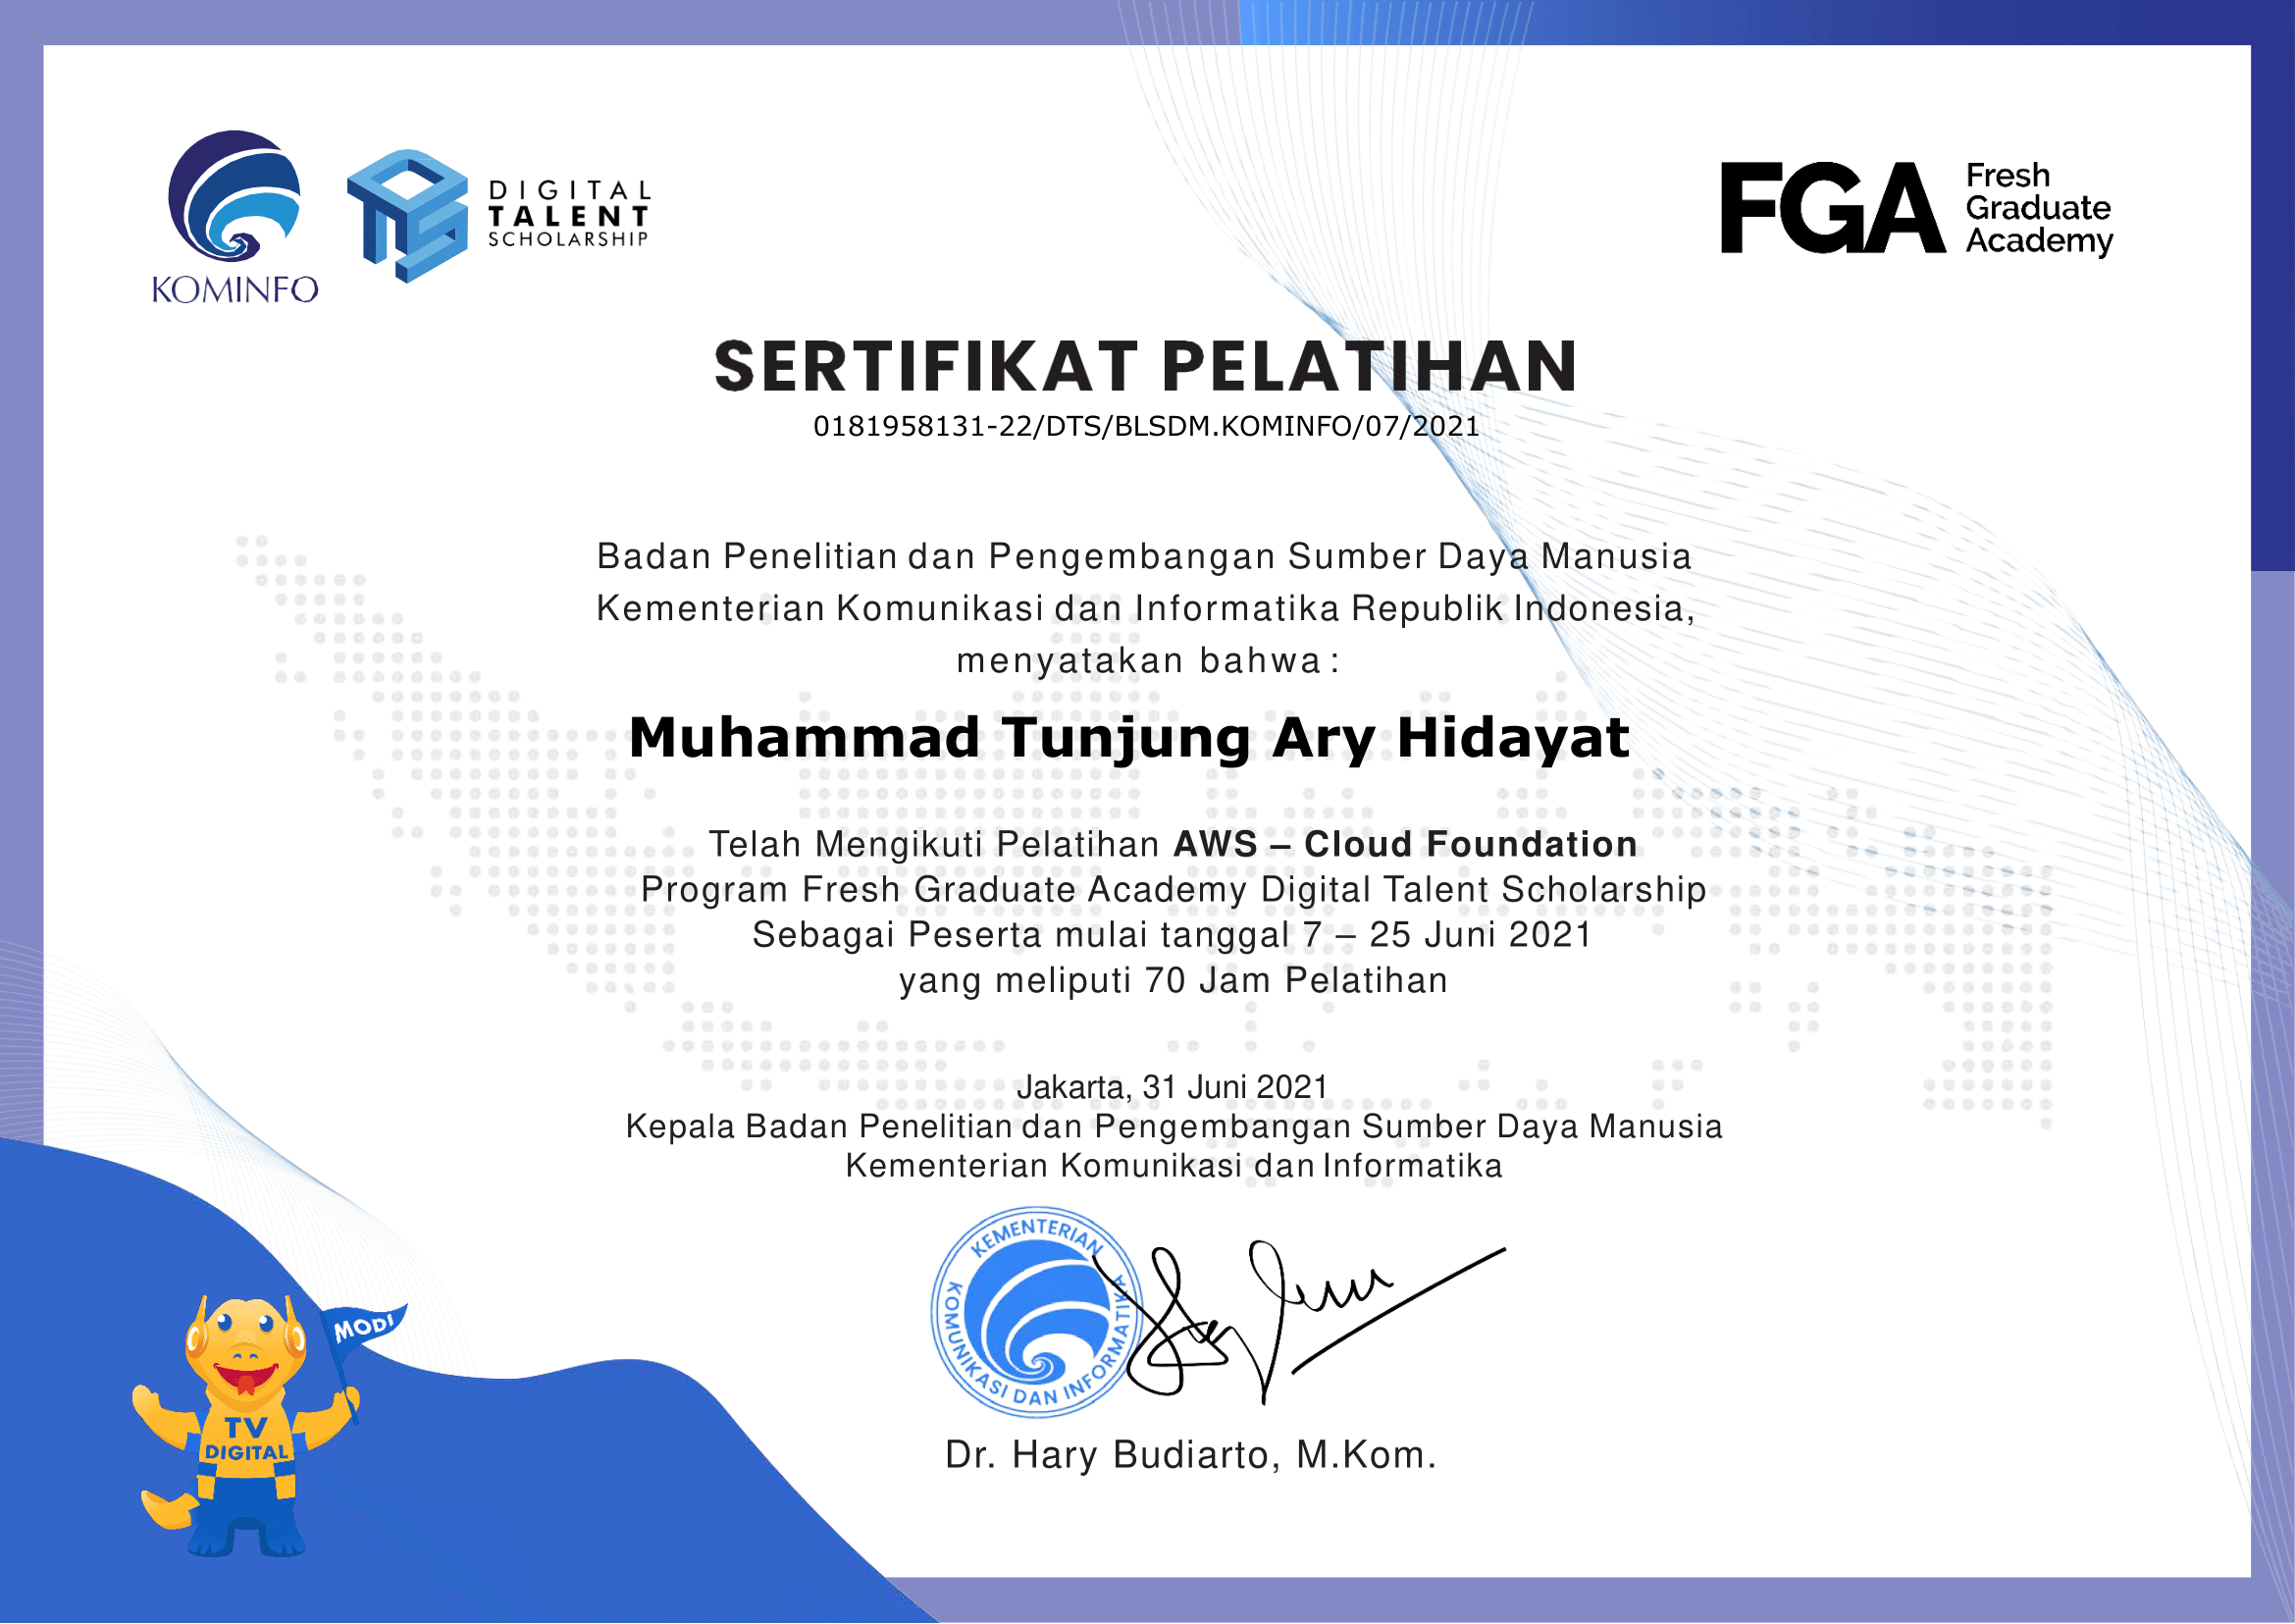 KOMINFO
DIGITAL
TALENT
SCHOLARSHIP
FGA
Fresh
Graduate
Academy
SERTIFIKAT PELATIHAN
0181958131-22/DTS/BLSDM.KOMINFO/07/2021
Badan Penelitian dan Pengembangan Sumber Daya Manusia
Kementerian Komunikasi dan Informatika Republik Indonesia,
menyatakan bahwa :
Muhammad Tunjung Ary Hidayat
Telah Mengikuti Pelatihan AWS – Cloud Foundation
Program Fresh Graduate Academy Digital Talent Scholarship
Sebagai Peserta mulai tanggal 7 – 25 Juni 2021
yang meliputi 70 Jam Pelatihan
Jakarta, 31 Juni 2021
Kepala Badan Penelitian dan Pengembangan Sumber Daya Manusia
Kementerian Komunikasi dan Informatika
KEMENTERIAN
KOMUNIKASI DAN INFORMATIKA
Dr. Hary Budiarto, M.Kom.
MODI
TV
DIGITAL